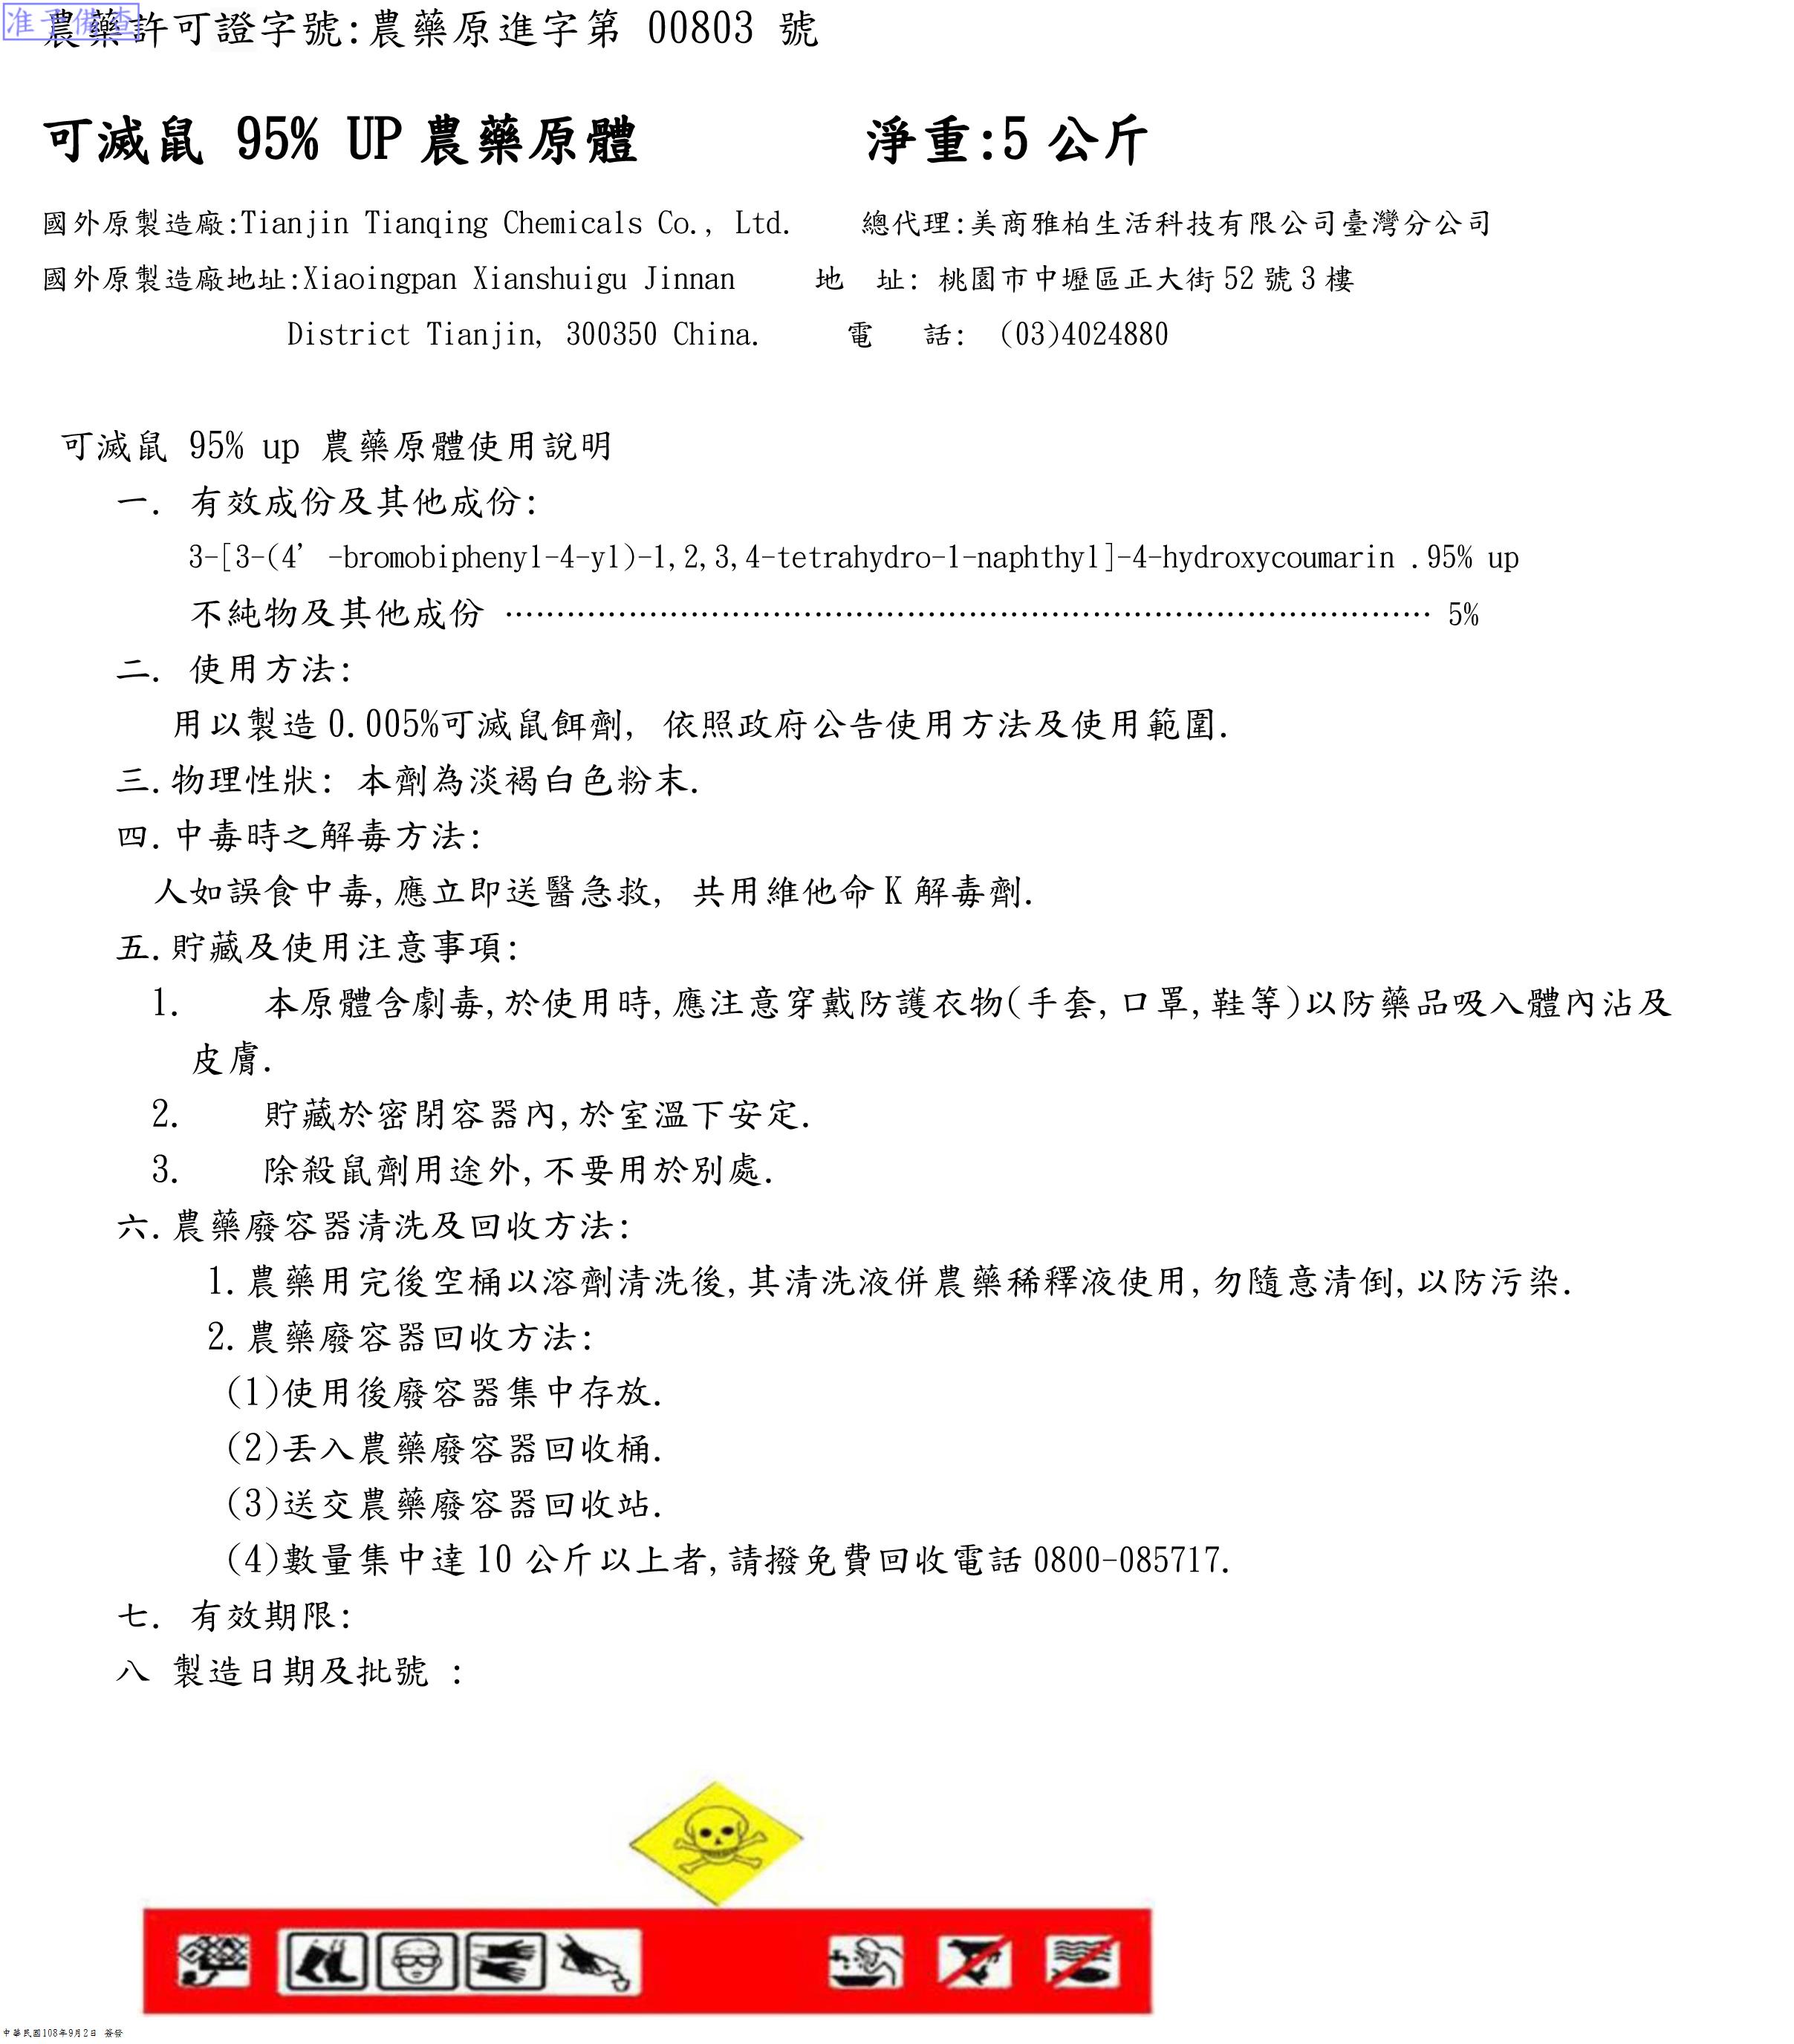 准予備查
農藥許可證字號:農藥原進字第 00803 號
可滅鼠 95% UP 農藥原體 淨重:5 公斤
國外原製造廠:Tianjin Tianqing Chemicals Co., Ltd. 總代理:美商雅柏生活科技有限公司臺灣分公司
國外原製造廠地址:Xiaoingpan Xianshuigu Jinnan 地 址: 桃園市中壢區正大街 52 號 3 樓
District Tianjin, 300350 China. 電 話: (03)4024880
可滅鼠 95% up 農藥原體使用說明
一. 有效成份及其他成份:
3-[3-(4’-bromobiphenyl-4-yl)-1,2,3,4-tetrahydro-1-naphthyl]-4-hydroxycoumarin .95% up
不純物及其他成份 …………………………………………………………………………… 5%
二. 使用方法:
用以製造 0.005%可滅鼠餌劑, 依照政府公告使用方法及使用範圍.
三.物理性狀: 本劑為淡褐白色粉末.
四.中毒時之解毒方法:
人如誤食中毒,應立即送醫急救, 共用維他命 K 解毒劑.
五.貯藏及使用注意事項:
1. 本原體含劇毒,於使用時,應注意穿戴防護衣物(手套,口罩,鞋等)以防藥品吸入體內沾及
皮膚.
2. 貯藏於密閉容器內,於室溫下安定.
3. 除殺鼠劑用途外,不要用於別處.
六.農藥廢容器清洗及回收方法:
1.農藥用完後空桶以溶劑清洗後,其清洗液併農藥稀釋液使用,勿隨意清倒,以防污染.
2.農藥廢容器回收方法:
(1)使用後廢容器集中存放.
(2)丟入農藥廢容器回收桶.
(3)送交農藥廢容器回收站.
(4)數量集中達 10 公斤以上者,請撥免費回收電話 0800-085717.
七. 有效期限:
八 製造日期及批號 :
中華民國108年9月2日 簽發